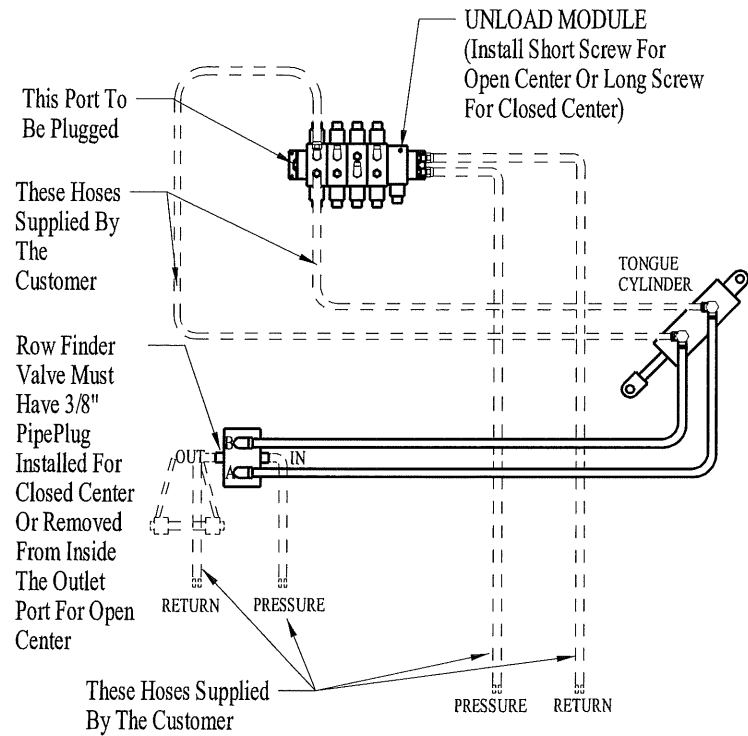 UNLOAD MODULE
(Install Short Screw For
Open Center Or Long Screw
For Closed Center)
This Port To
Be Plugged
These Hoses
Supplied By
The
Customer
TONGUE
CYLINDER
Row Finder
Valve Must
Have 3/8"
PipePlug
Installed For
Closed Center
Or Removed
From Inside
The Outlet
Port For Open
Center
B
OUT
IN
A
RETURN
PRESSURE
These Hoses Supplied
By The Customer
PRESSURE
RETURN